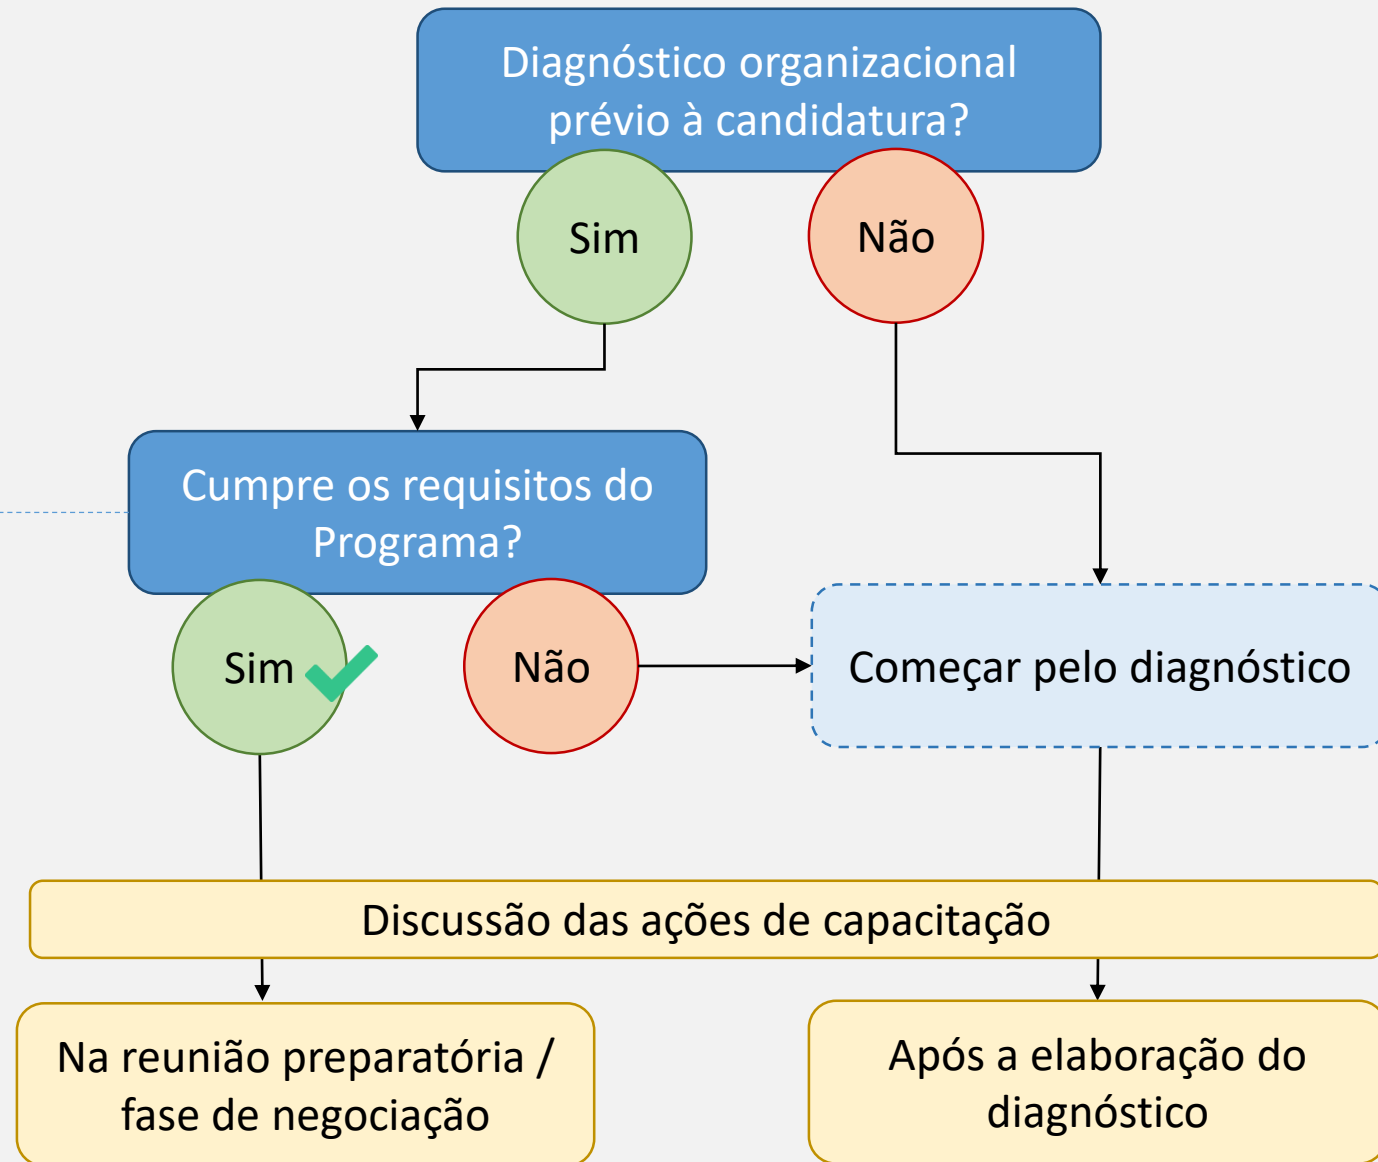 Diagnóstico organizacional
prévio à candidatura?
Sim
Não
Cumpre os requisitos do
Programa?
Sim
Não
Começar pelo diagnóstico
Discussão das ações de capacitação
Na reunião preparatória /
fase de negociação
Após a elaboração do
diagnóstico